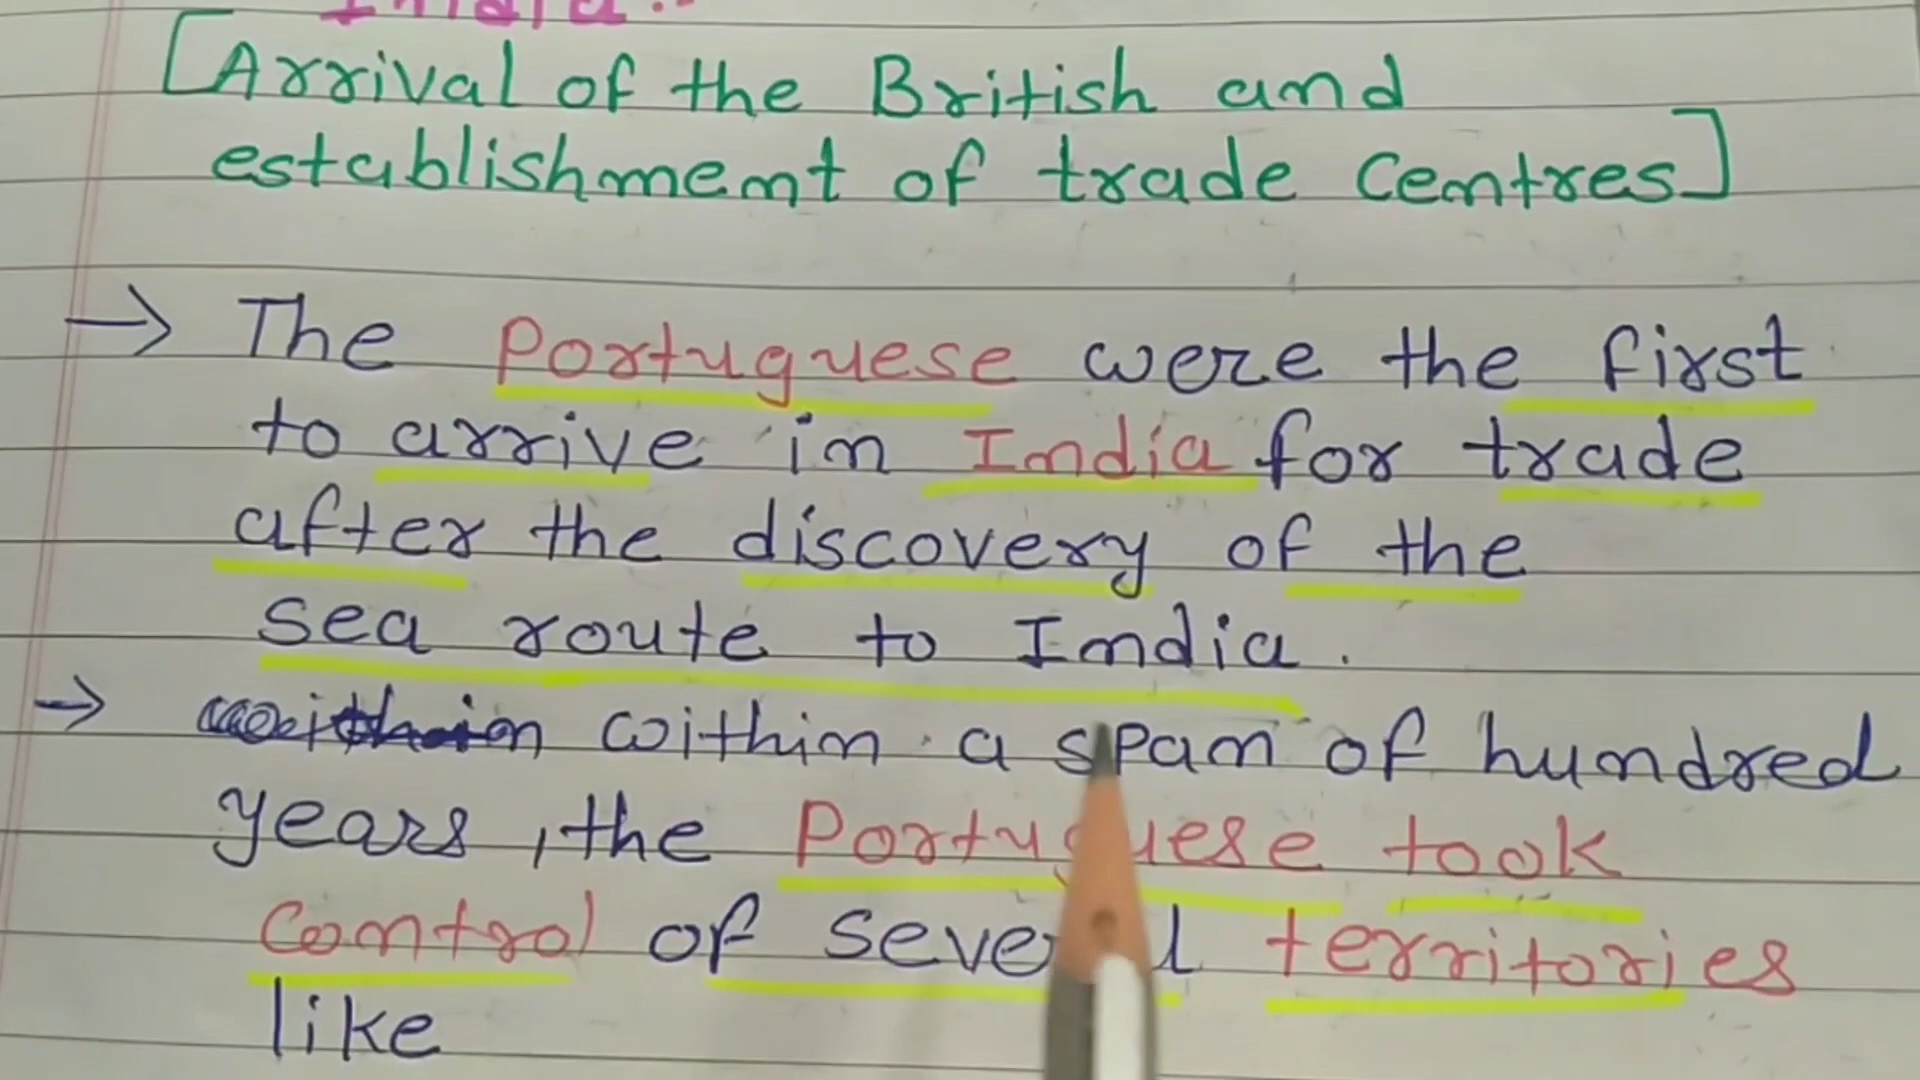 India:-
[Arrival of the British and
establishment of trade Centres]
→ The Portuguese were the first
to arrive in India for trade
after the discovery of the
sea route to India.
→ within a span of hundred
years, the Portuguese took
Control of several territories
like